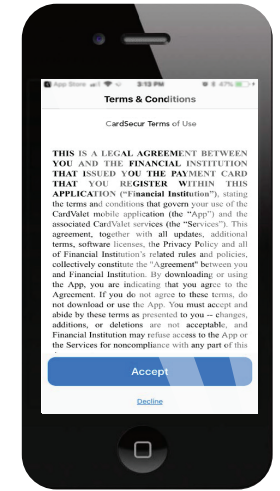 App Store 3:13 PM 47%
Terms & Conditions
CardSecur Terms of Use
THIS IS A LEGAL AGREEMENT BETWEEN
YOU AND THE FINANCIAL INSTITUTION
THAT ISSUED YOU THE PAYMENT CARD
THAT YOU REGISTER WITHIN THIS
APPLICATION ("Financial Institution"), stating
the terms and conditions that govern your use of the
CardValet mobile application (the "App") and the
associated CardValet services (the "Services"). This
agreement, together with all updates, additional
terms, software licenses, the Privacy Policy and all
of Financial Institution's related rules and policies,
collectively constitute the "Agreement" between you
and Financial Institution. By downloading or using
the App, you are indicating that you agree to the
Agreement. If you do not agree to these terms, do
not download or use the App. You must accept and
abide by these terms as presented to you -- changes,
additions, or deletions are not acceptable, and
Financial Institution may refuse access to the App or
the Services for noncompliance with any part of this
Accept
Decline